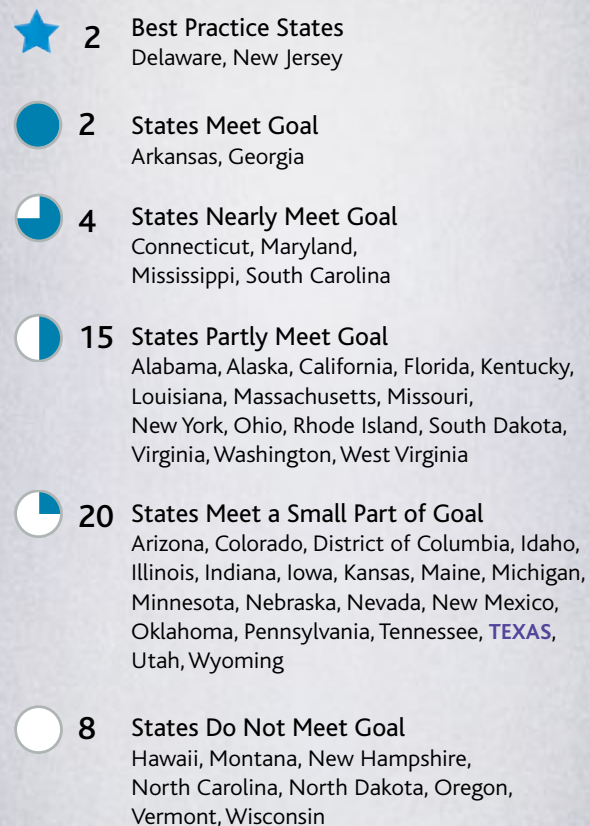 2 Best Practice States
Delaware, New Jersey
2 States Meet Goal
Arkansas, Georgia
4 States Nearly Meet Goal
Connecticut, Maryland,
Mississippi, South Carolina
15 States Partly Meet Goal
Alabama, Alaska, California, Florida, Kentucky,
Louisiana, Massachusetts, Missouri,
New York, Ohio, Rhode Island, South Dakota,
Virginia, Washington, West Virginia
20 States Meet a Small Part of Goal
Arizona, Colorado, District of Columbia, Idaho,
Illinois, Indiana, Iowa, Kansas, Maine, Michigan,
Minnesota, Nebraska, Nevada, New Mexico,
Oklahoma, Pennsylvania, Tennessee, TEXAS,
Utah, Wyoming
8 States Do Not Meet Goal
Hawaii, Montana, New Hampshire,
North Carolina, North Dakota, Oregon,
Vermont, Wisconsin